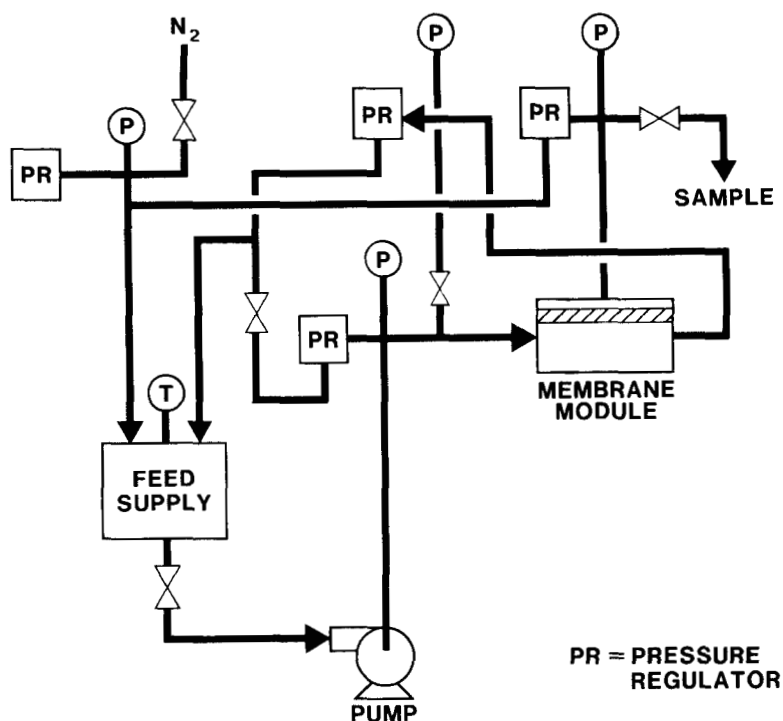 N2
P
P
P
PR
PR
PR
SAMPLE
P
PR
MEMBRANE
MODULE
T
FEED
SUPPLY
PR = PRESSURE
REGULATOR
PUMP